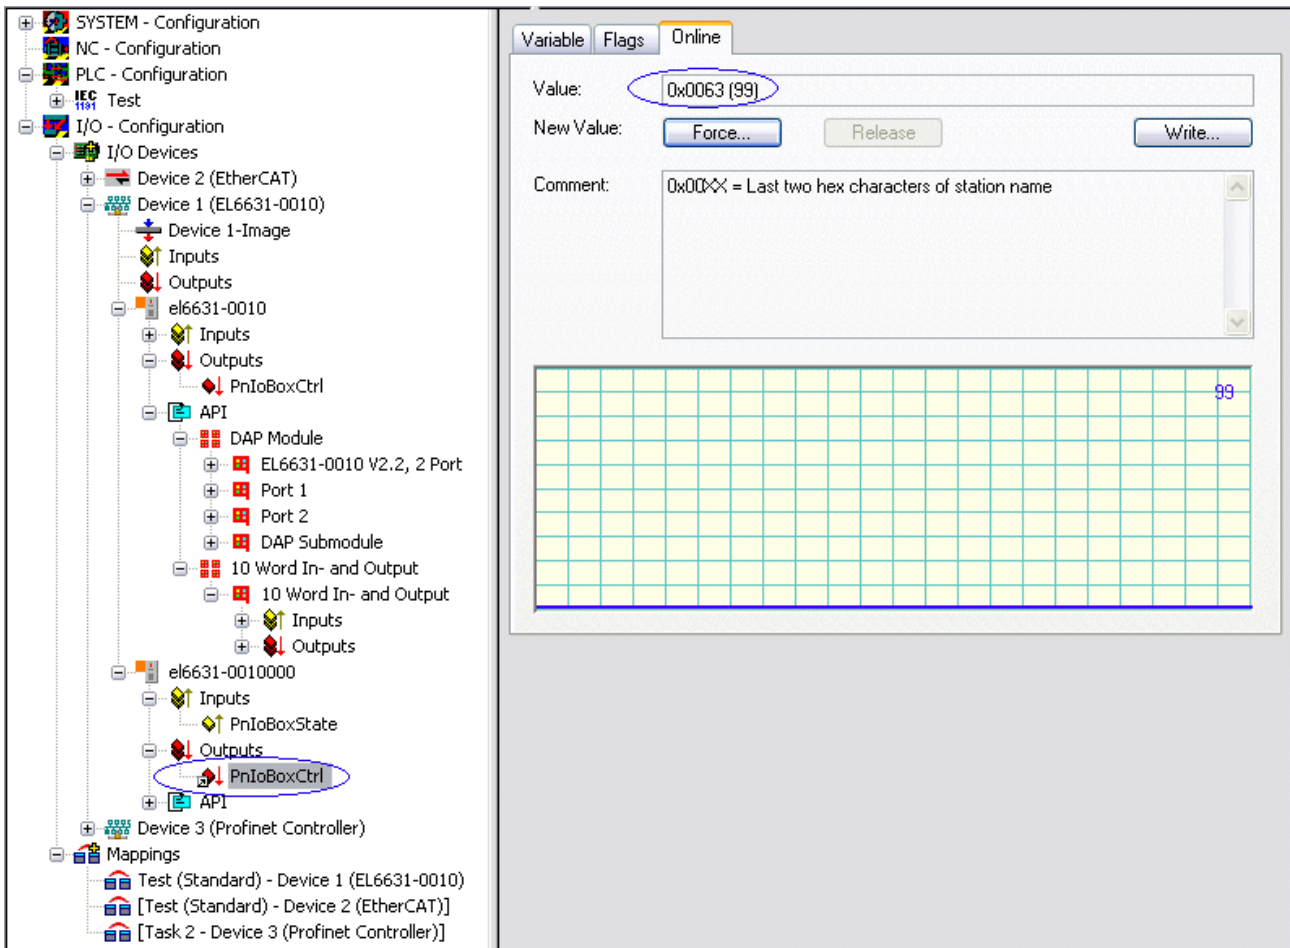 SYSTEM - Configuration
NC - Configuration
PLC - Configuration
IEC 1131 Test
I/O - Configuration
I/O Devices
Device 2 (EtherCAT)
Device 1 (EL6631-0010)
Device 1-Image
Inputs
Outputs
el6631-0010
Inputs
Outputs
PnIoBoxCtrl
API
DAP Module
EL6631-0010 V2.2, 2 Port
Port 1
Port 2
DAP Submodule
10 Word In- and Output
10 Word In- and Output
Inputs
Outputs
el6631-0010000
Inputs
PnIoBoxState
Outputs
PnIoBoxCtrl
API
Device 3 (Profinet Controller)
Mappings
Test (Standard) - Device 1 (EL6631-0010)
[Test (Standard) - Device 2 (EtherCAT)]
[Task 2 - Device 3 (Profinet Controller)]
Variable Flags Online
Value: 0x0063 (99)
New Value: Force... Release Write...
Comment: 0x00XX = Last two hex characters of station name
99